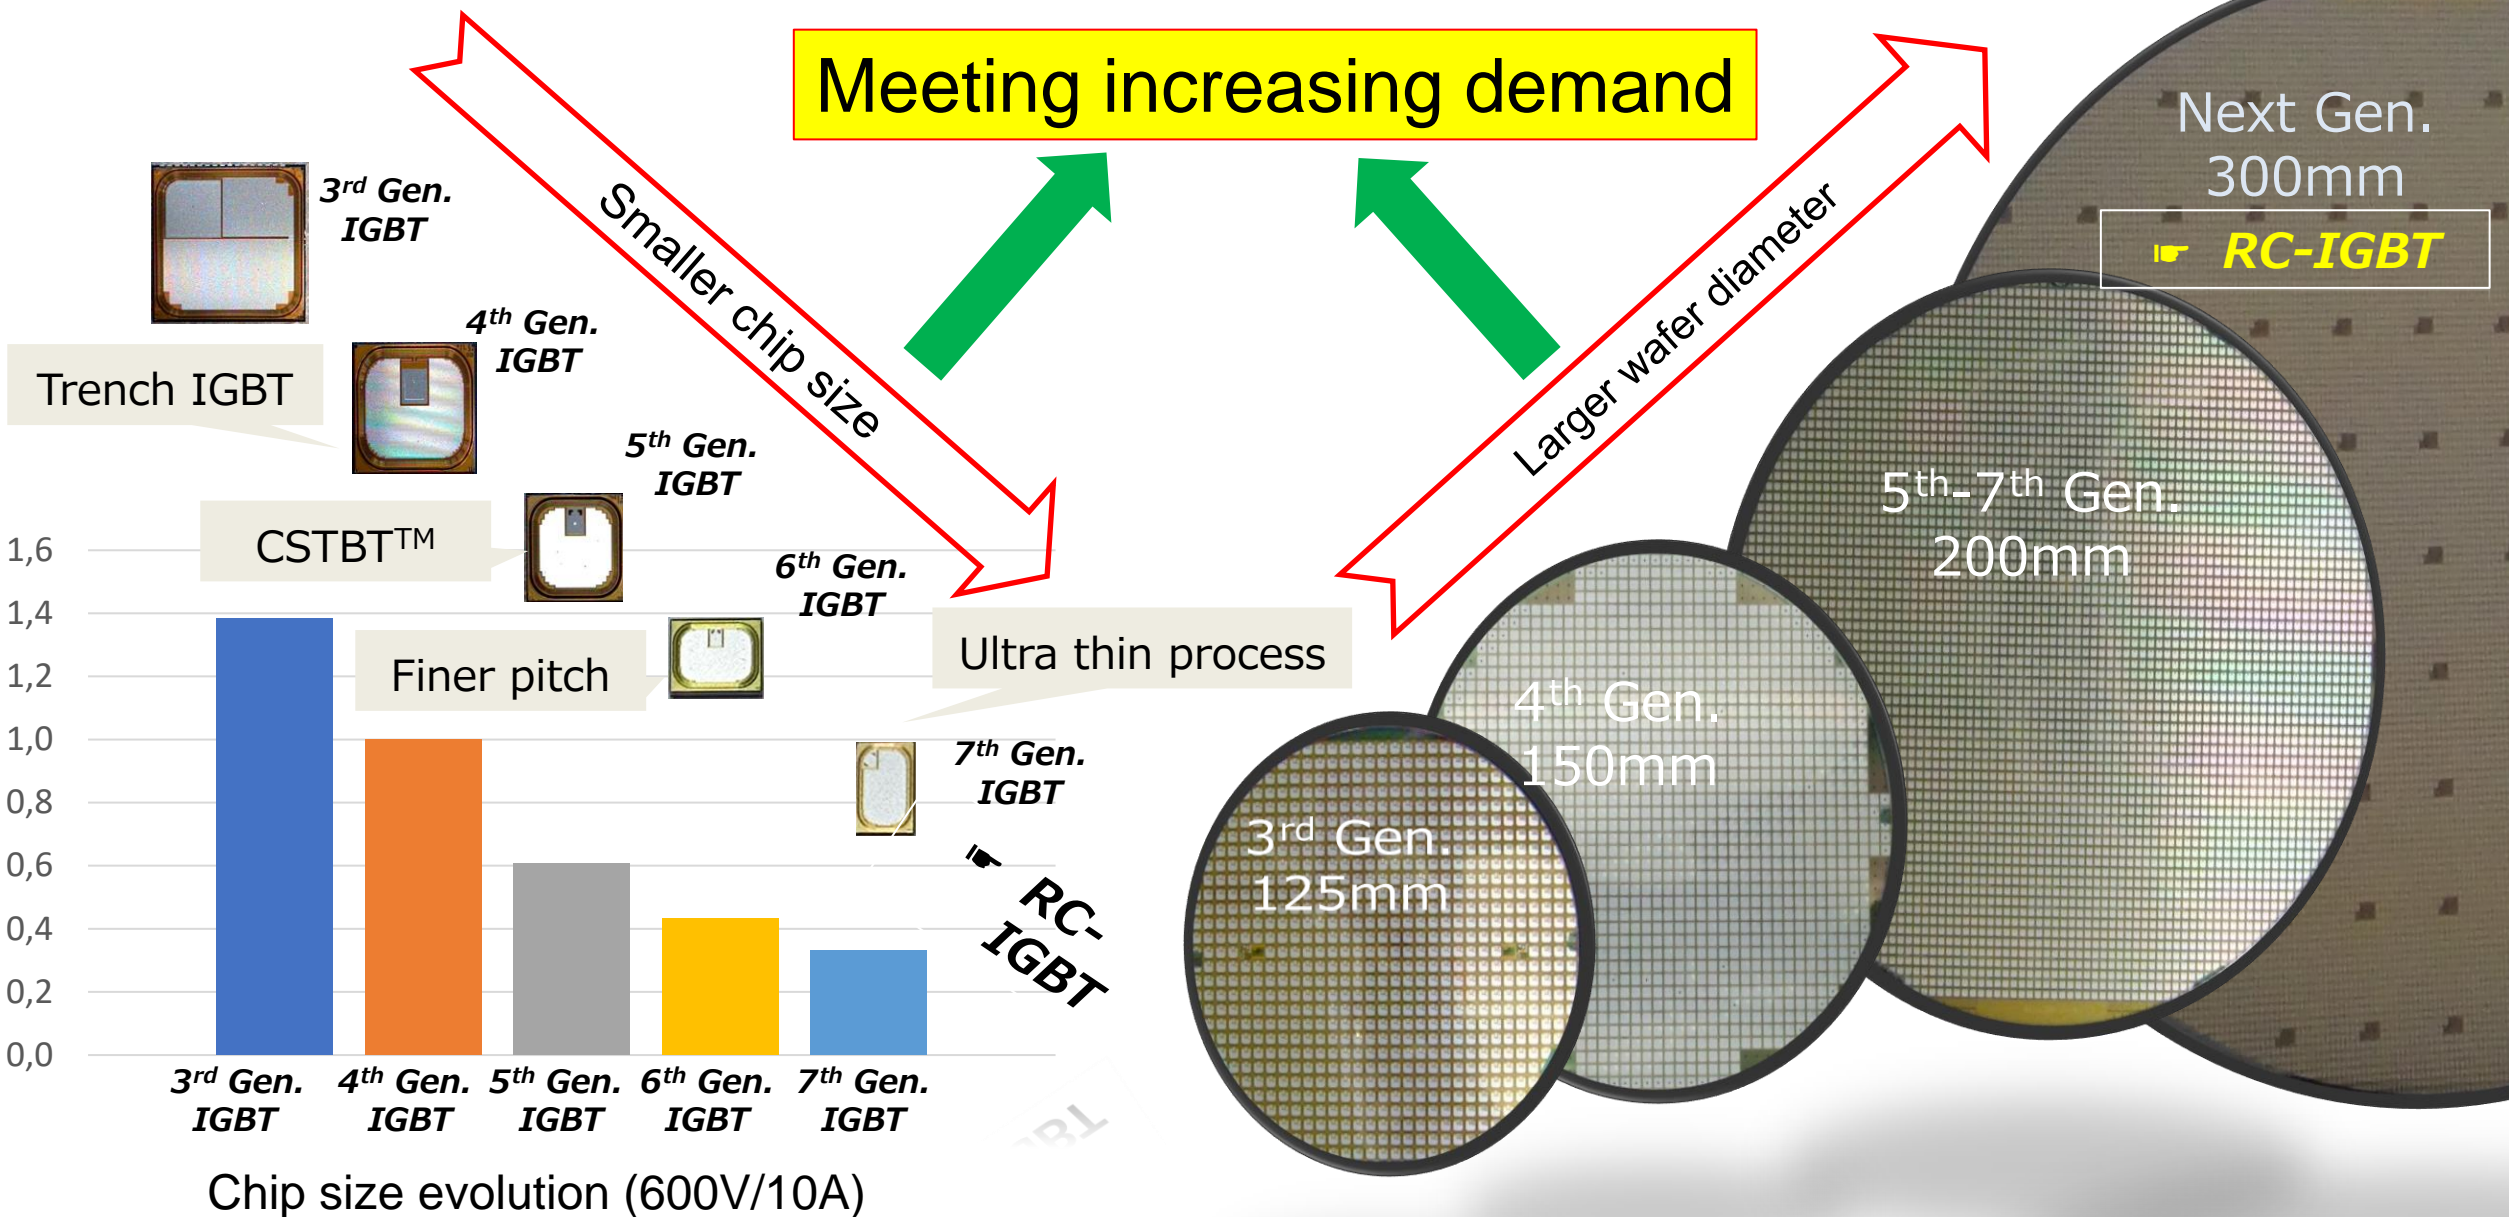 Meeting increasing demand
Smaller chip size
Larger wafer diameter
3rd Gen.
IGBT
4th Gen.
IGBT
Trench IGBT
5th Gen.
IGBT
CSTBT™
6th Gen.
IGBT
Finer pitch
Ultra thin process
7th Gen.
IGBT
☛ RC-
IGBT
1,6
1,4
1,2
1,0
0,8
0,6
0,4
0,2
0,0
3rd Gen.
IGBT
4th Gen.
IGBT
5th Gen.
IGBT
6th Gen.
IGBT
7th Gen.
IGBT
Chip size evolution (600V/10A)
Next Gen.
300mm
☛ RC-IGBT
5th-7th Gen.
200mm
4th Gen.
150mm
3rd Gen.
125mm